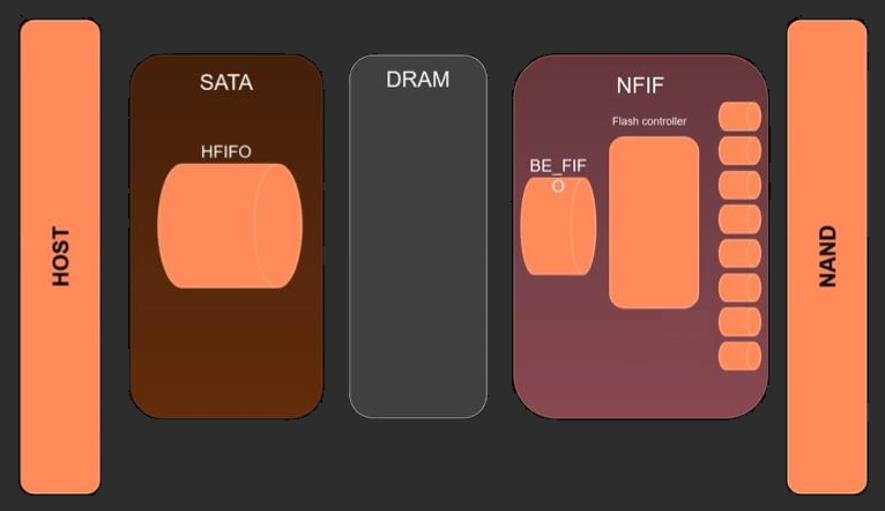 HOST
SATA
HFIFO
DRAM
NFIF
Flash controller
BE_FIF
O
NAND